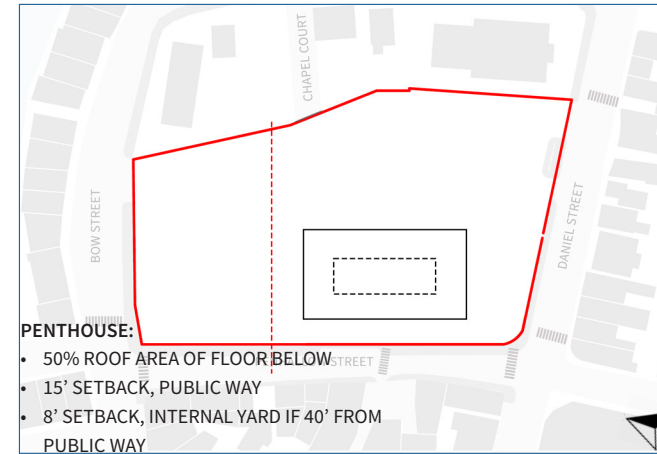 CHAPEL COURT
BOW STREET
DANIEL STREET
PENTHOUSE:
• 50% ROOF AREA OF FLOOR BELOW
STREET
• 15’ SETBACK, PUBLIC WAY
• 8’ SETBACK, INTERNAL YARD IF 40’ FROM
PUBLIC WAY